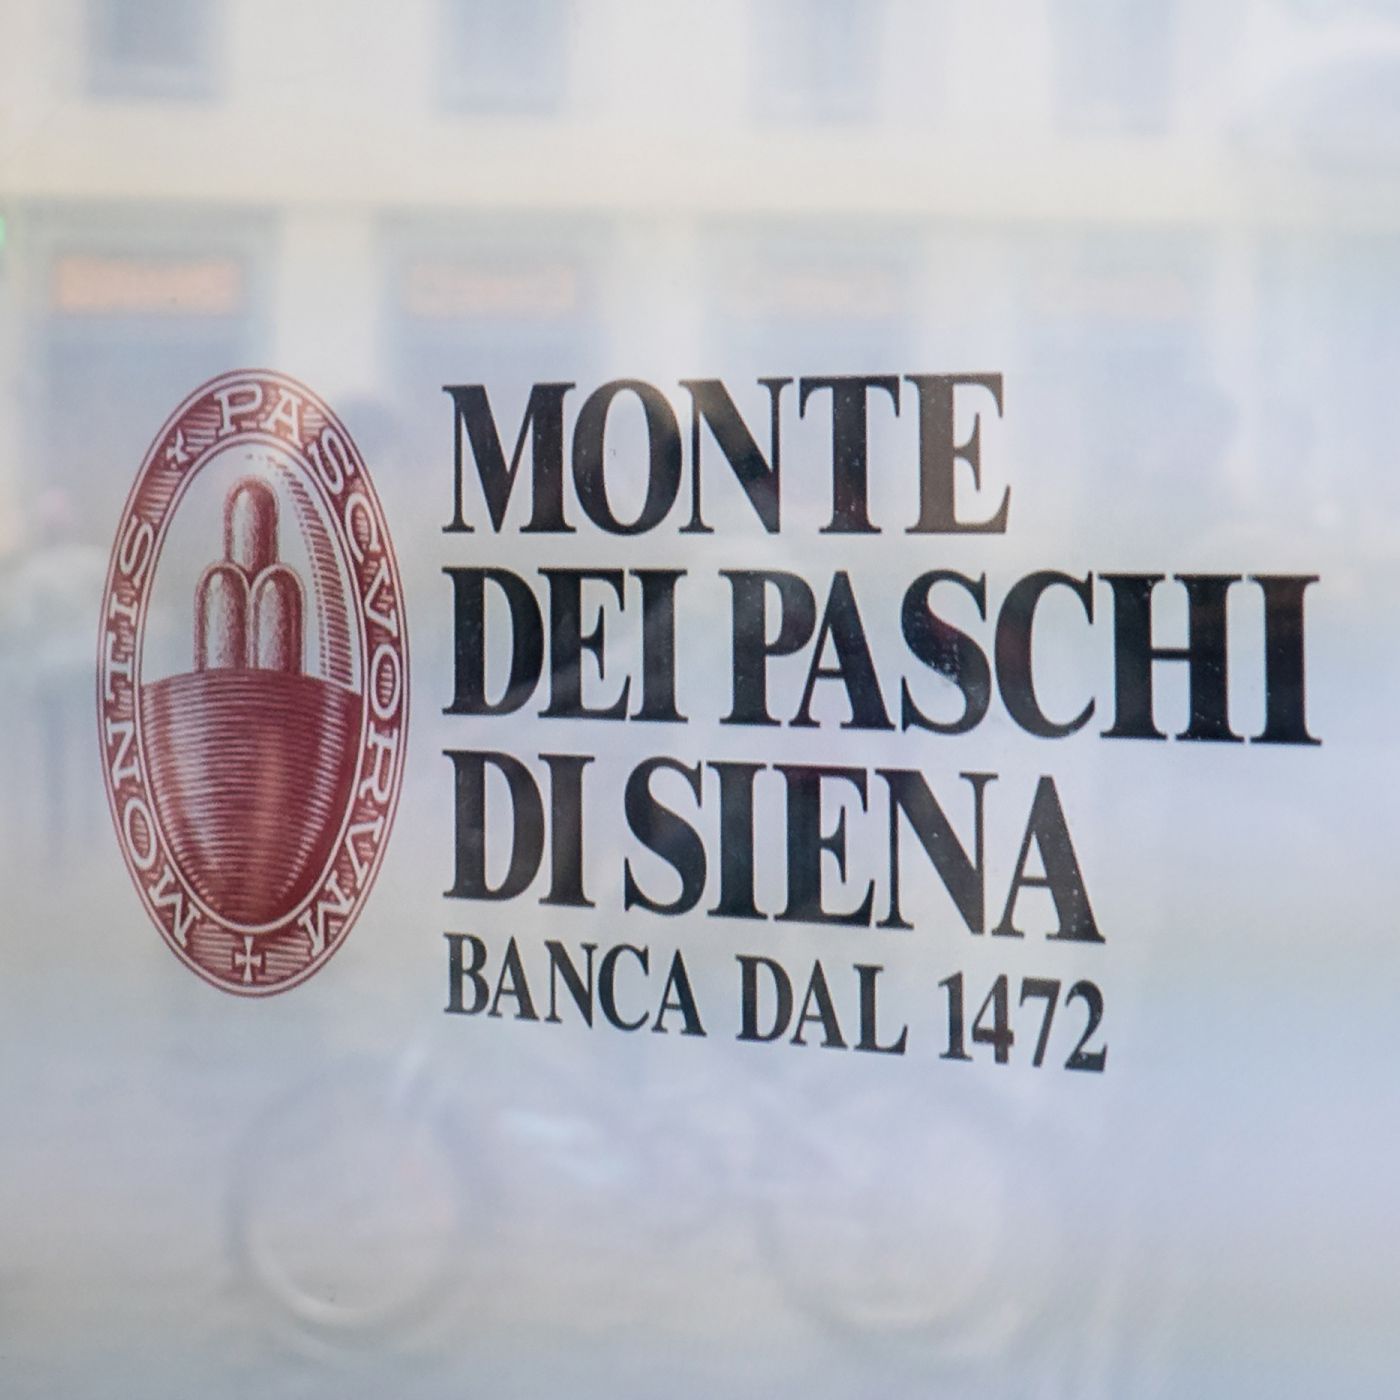 MONTIS PASCVORVM
MONTE
DEI PASCHI
DI SIENA
BANCA DAL 1472